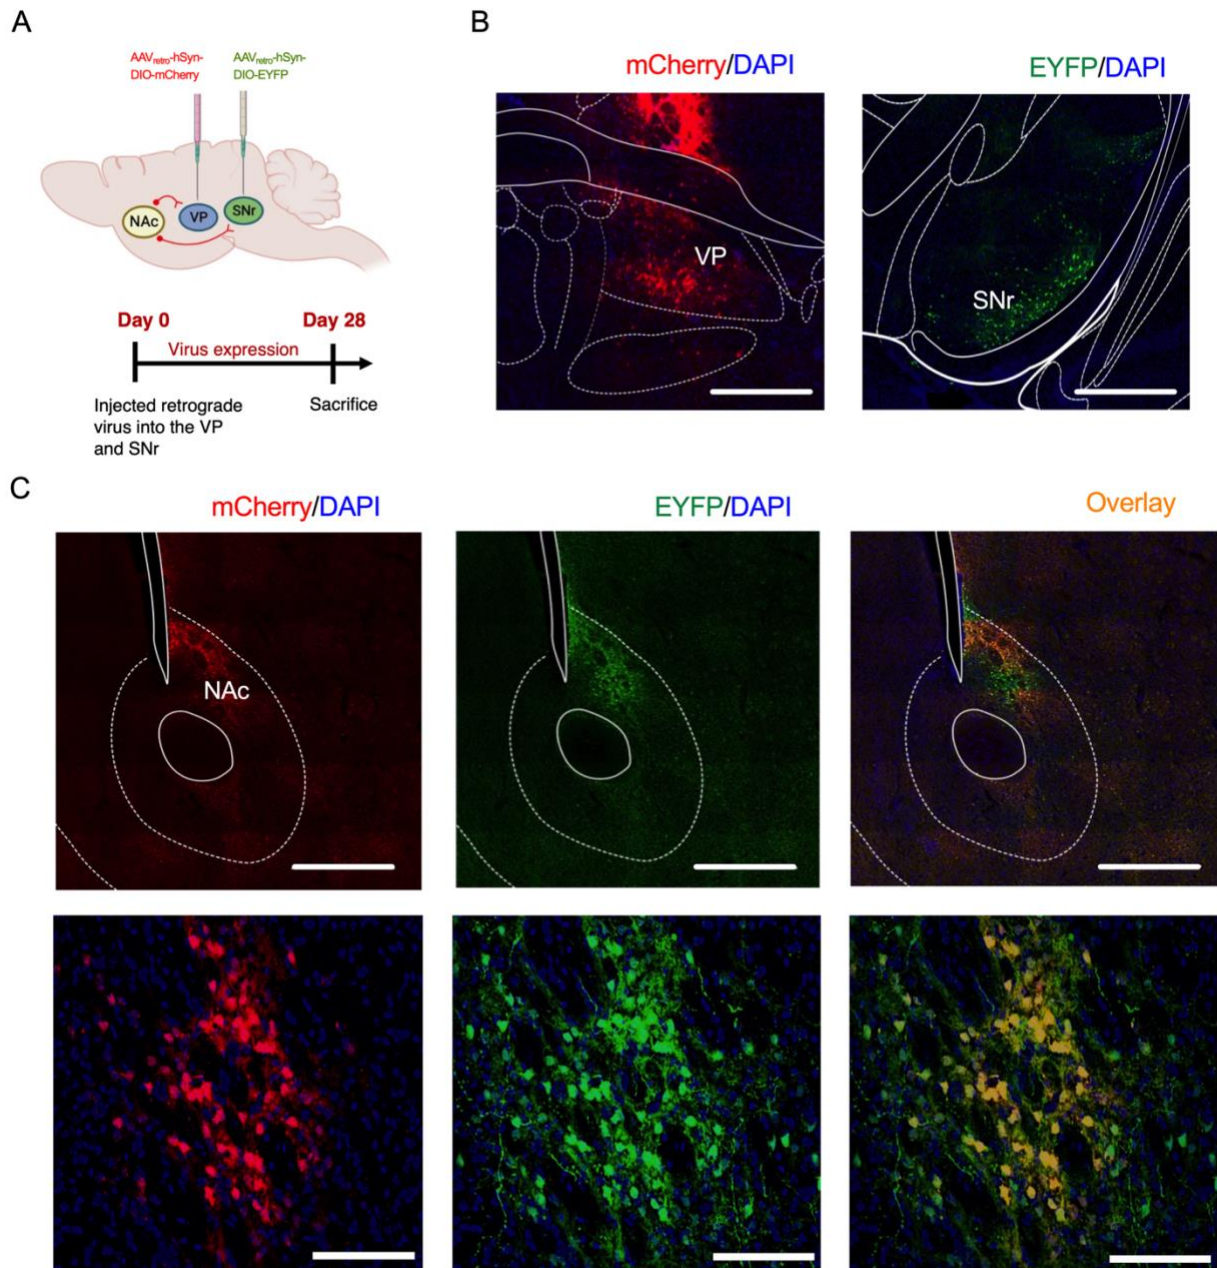 A
AAVretro-hSyn-
DIO-mCherry
AAVretro-hSyn-
DIO-EYFP
NAc
VP
SNr
Day 0
Day 28
Virus expression
Injected retrograde
virus into the VP
and SNr
Sacrifice
B
mCherry/DAPI
EYFP/DAPI
VP
SNr
C
mCherry/DAPI
EYFP/DAPI
Overlay
NAc